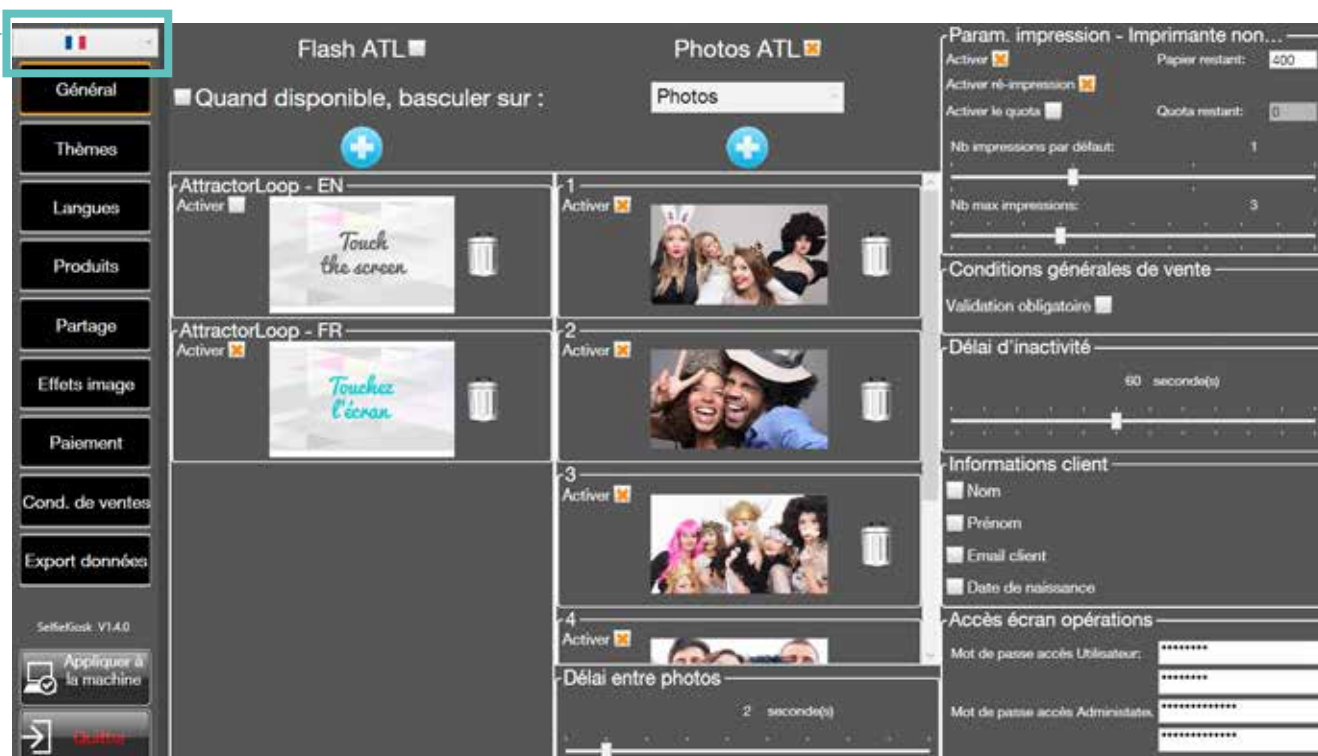 Général
Thèmes
Langues
Produits
Partage
Effets image
Paiement
Cond. de ventes
Export données
SelfieKiosk V1.4.0
Appliquer à
la machine
Quitter
Flash ATL
Quand disponible, basculer sur :
AttractorLoop - EN
Activer
Touch
the screen
AttractorLoop - FR
Activer
Touchez
l'écran
Photos ATL
Photos
1
Activer
2
Activer
3
Activer
4
Activer
Délai entre photos
2 seconde(s)
Param. impression - Imprimante non...
Activer Papier restant: 400
Activer ré-impression
Activer le quota Quota restant: 0
Nb impressions par défaut: 1
Nb max impressions: 3
Conditions générales de vente
Validation obligatoire
Délai d'inactivité
60 seconde(s)
Informations client
Nom
Prénom
Email client
Date de naissance
Accès écran opérations
Mot de passe accès Utilisateur: ********
********
Mot de passe accès Administate *************
*************